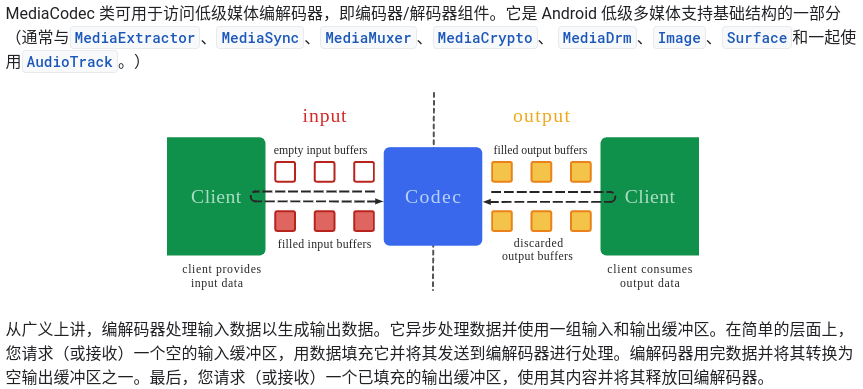 MediaCodec 类可用于访问低级媒体编解码器，即编码器/解码器组件。它是 Android 低级多媒体支持基础结构的一部分
（通常与 MediaExtractor、 MediaSync、 MediaMuxer、 MediaCrypto、 MediaDrm、 Image、 Surface 和一起使
用 AudioTrack 。）
input
output
empty input buffers
filled output buffers
Client
Codec
Client
filled input buffers
discarded
output buffers
client provides
input data
client consumes
output data
从广义上讲，编解码器处理输入数据以生成输出数据。它异步处理数据并使用一组输入和输出缓冲区。在简单的层面上，
您请求（或接收）一个空的输入缓冲区，用数据填充它并将其发送到编解码器进行处理。编解码器用完数据并将其转换为
空输出缓冲区之一。最后，您请求（或接收）一个已填充的输出缓冲区，使用其内容并将其释放回编解码器。